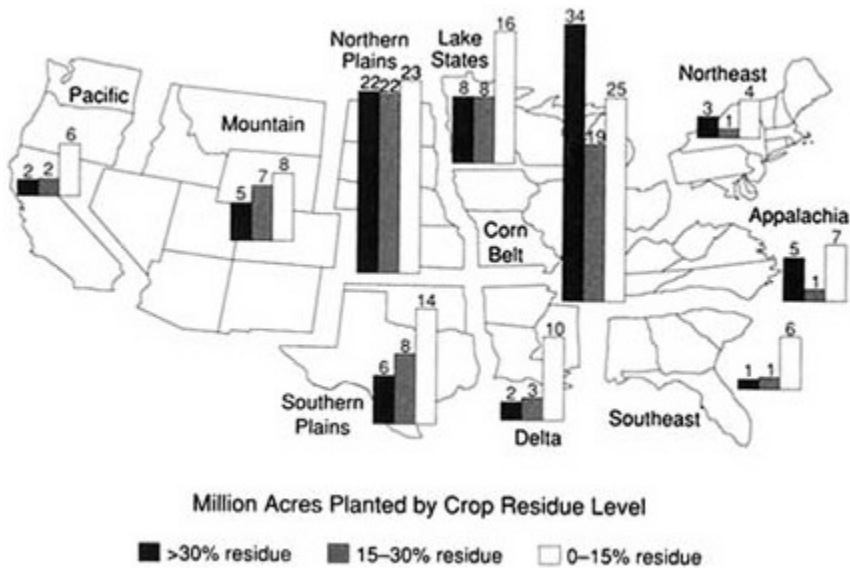 34
16
Northern
Plains
Lake
States
22 22 23
8 8
25
19
Northeast
3 1 4
Pacific
2 2 6
Mountain
5 7 8
Corn
Belt
Appalachia
5 1 7
14
6 8
Southern
Plains
10
2 3
Delta
6
1 1
Southeast
Million Acres Planted by Crop Residue Level
>30% residue 15–30% residue 0–15% residue